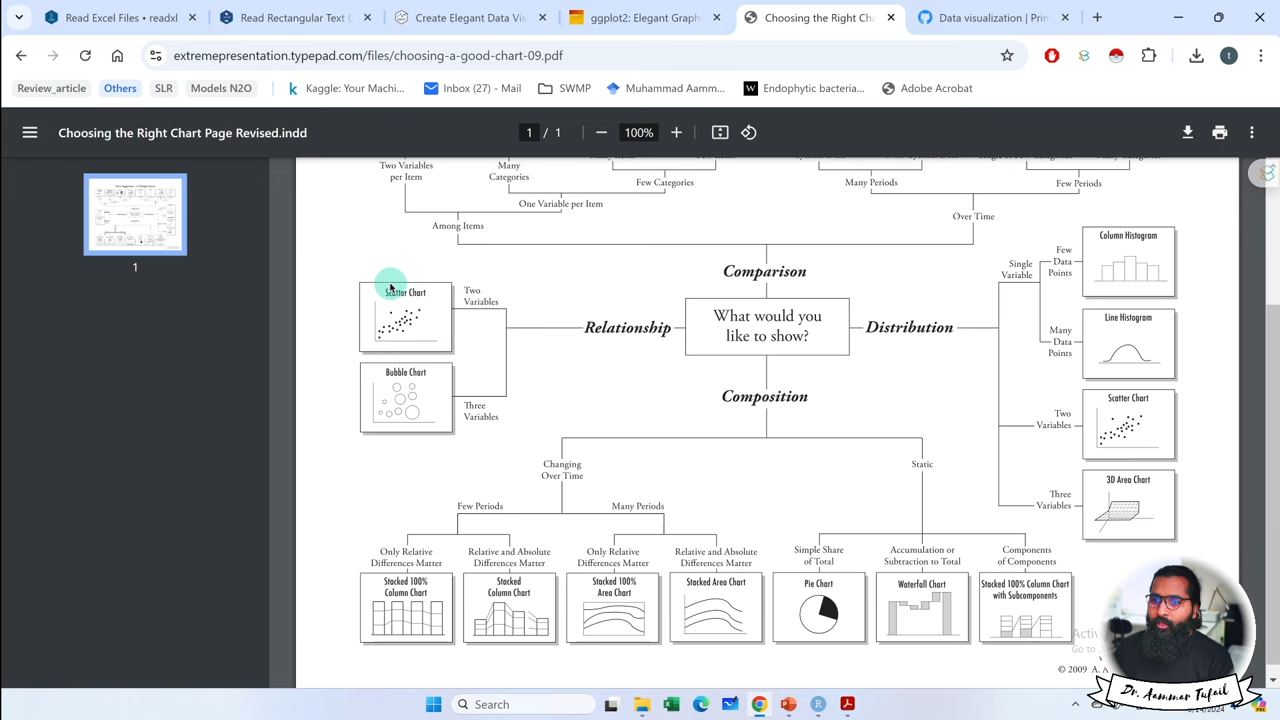 Read Excel Files • readxl
Read Rectangular Text D
Create Elegant Data Vis
ggplot2: Elegant Graph
Choosing the Right Cha
Data visualization | Prin
extremepresentation.typepad.com/files/choosing-a-good-chart-09.pdf
Review_article
Others
SLR
Models N2O
Kaggle: Your Machi...
Inbox (27) - Mail
SWMP
Muhammad Aamm...
Endophytic bacteria...
Adobe Acrobat
Choosing the Right Chart Page Revised.indd
1 / 1
100%
1
Two Variables
per Item
Many
Categories
Few Categories
Many Periods
Few Periods
One Variable per Item
Among Items
Over Time
Comparison
What would you
like to show?
Relationship
Distribution
Composition
Scatter Chart
Two
Variables
Bubble Chart
Three
Variables
Single
Variable
Few
Data
Points
Column Histogram
Many
Data
Points
Line Histogram
Two
Variables
Scatter Chart
Three
Variables
3D Area Chart
Changing
Over Time
Static
Few Periods
Many Periods
Only Relative
Differences Matter
Relative and Absolute
Differences Matter
Only Relative
Differences Matter
Relative and Absolute
Differences Matter
Simple Share
of Total
Accumulation or
Subtraction to Total
Components
of Components
Stacked 100%
Column Chart
Stacked
Column Chart
Stacked 100%
Area Chart
Stacked Area Chart
Pie Chart
Waterfall Chart
Stacked 100% Column Chart
with Subcomponents
Activ
Go to
© 2009 A. A
Dr. Aammar Tufail
Search